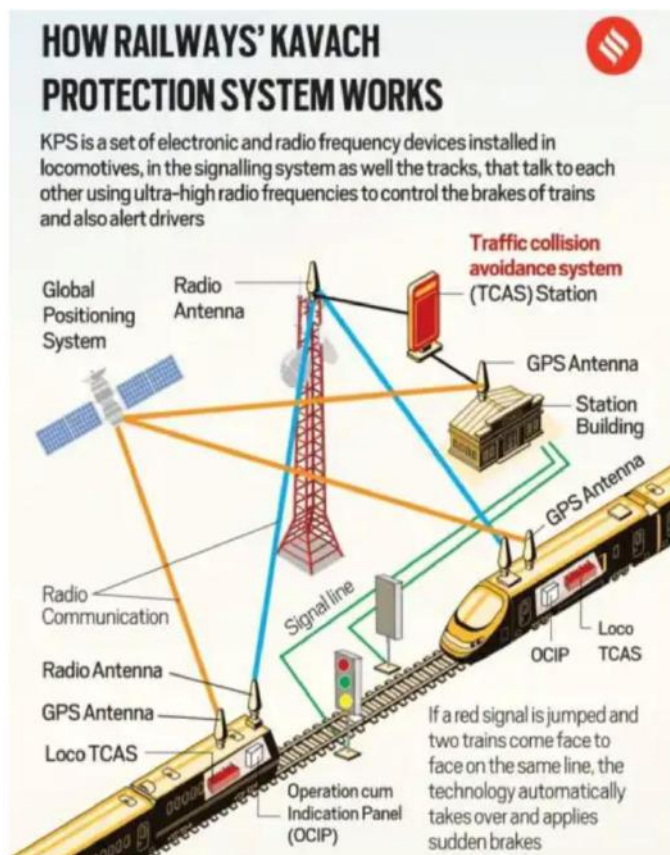 HOW RAILWAYS' KAVACH
PROTECTION SYSTEM WORKS
KPS is a set of electronic and radio frequency devices installed in
locomotives, in the signalling system as well the tracks, that talk to each
other using ultra-high radio frequencies to control the brakes of trains
and also alert drivers
Traffic collision
avoidance system
(TCAS) Station
Radio
Antenna
Global
Positioning
System
GPS Antenna
Station
Building
GPS Antenna
Signal line
Radio
Communication
Loco
TCAS
OCIP
Radio Antenna
GPS Antenna
Loco TCAS
Operation cum
Indication Panel
(OCIP)
If a red signal is jumped and
two trains come face to
face on the same line, the
technology automatically
takes over and applies
sudden brakes